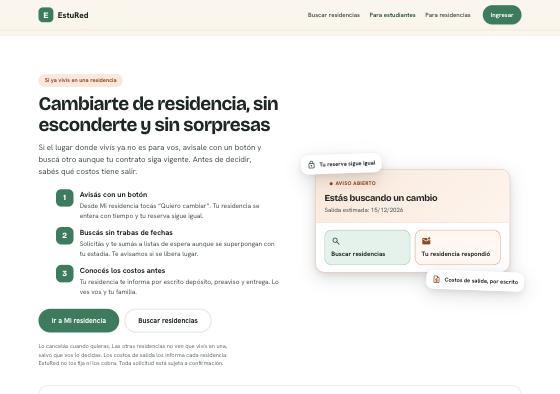 E EstuRed
Buscar residencias Para estudiantes Para residencias Ingresar
Si ya vivís en una residencia
Cambiarte de residencia, sin
esconderte y sin sorpresas
Si el lugar donde vivís ya no es para vos, avisale con un botón y
buscá otro aunque tu contrato siga vigente. Antes de decidir,
sabés qué costos tiene salir.
1 Avisás con un botón
Desde Mi residencia tocás "Quiero cambiar". Tu residencia se
entera con tiempo y tu reserva sigue igual.
2 Buscás sin trabas de fechas
Solicitás y te sumás a listas de espera aunque se superpongan con
tu estadía. Te avisamos si se libera lugar.
3 Conocés los costos antes
Tu residencia te informa por escrito depósito, preaviso y entrega. Lo
ves vos y tu familia.
Ir a Mi residencia Buscar residencias
Lo cancelás cuando quieras. Las otras residencias no ven que vivís en una,
salvo que vos lo decidas. Los costos de salida los informa cada residencia:
EstuRed no los fija ni los cobra. Toda solicitud está sujeta a confirmación.
Tu reserva sigue igual
AVISO ABIERTO
Estás buscando un cambio
Salida estimada: 15/12/2026
Buscar residencias Tu residencia respondió
Costos de salida, por escrito